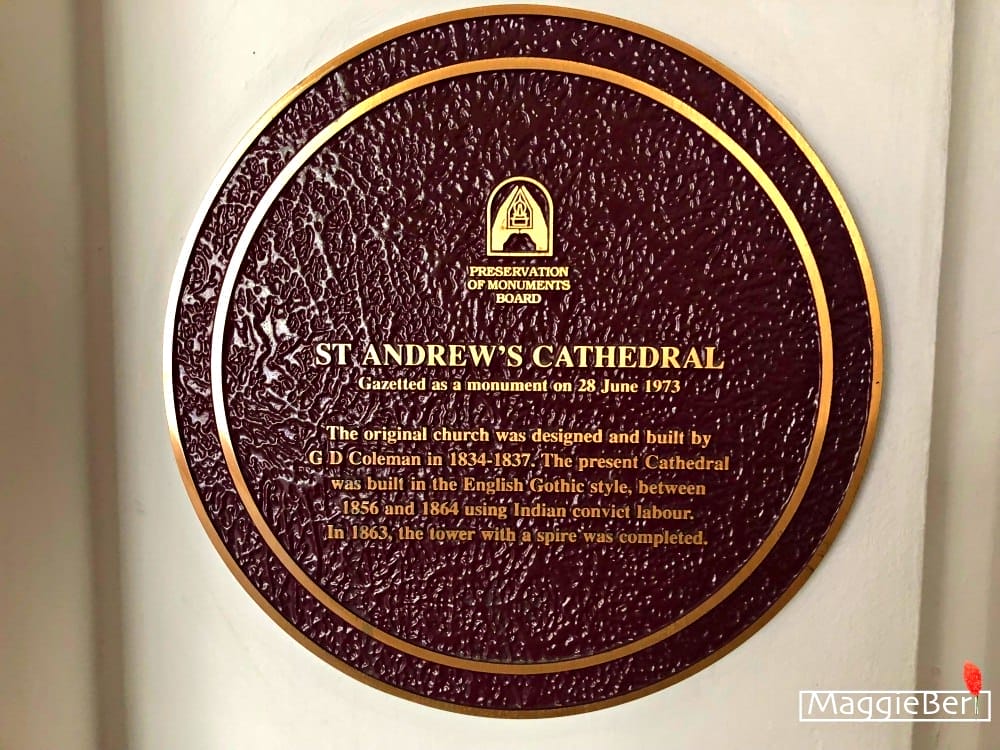 PRESERVATION
OF MONUMENTS
BOARD
ST ANDREW'S CATHEDRAL
Gazetted as a monument on 28 June 1973
The original church was designed and built by
G D Coleman in 1834-1837. The present Cathedral
was built in the English Gothic style, between
1856 and 1864 using Indian convict labour.
In 1863, the tower with a spire was completed.
MaggieBerl